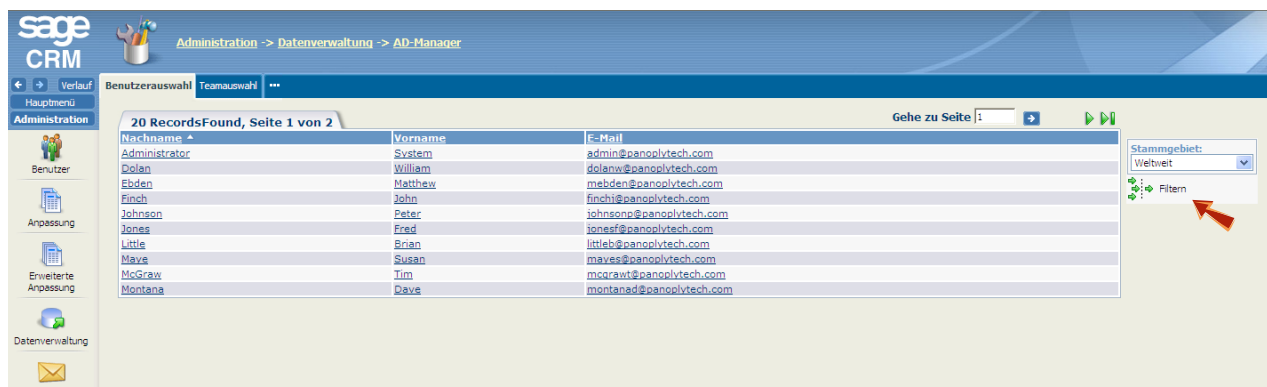 sage
CRM
Administration -> Datenverwaltung -> AD-Manager
Verlauf
Hauptmenü
Administration
Benutzer
Anpassung
Erweiterte
Anpassung
Datenverwaltung
Benutzerauswahl Teamauswahl ...
20 RecordsFound, Seite 1 von 2
Gehe zu Seite 1
Nachname Vorname E-Mail
Administrator System admin@panoplytech.com
Dolan William dolanw@panoplytech.com
Ebden Matthew mebden@panoplytech.com
Finch John finchj@panoplytech.com
Johnson Peter johnsonp@panoplytech.com
Jones Fred jonesf@panoplytech.com
Little Brian littleb@panoplytech.com
Maye Susan mayes@panoplytech.com
McGraw Tim mcgrawt@panoplytech.com
Montana Dave montanad@panoplytech.com
Stammgebiet:
Weltweit
Filtern